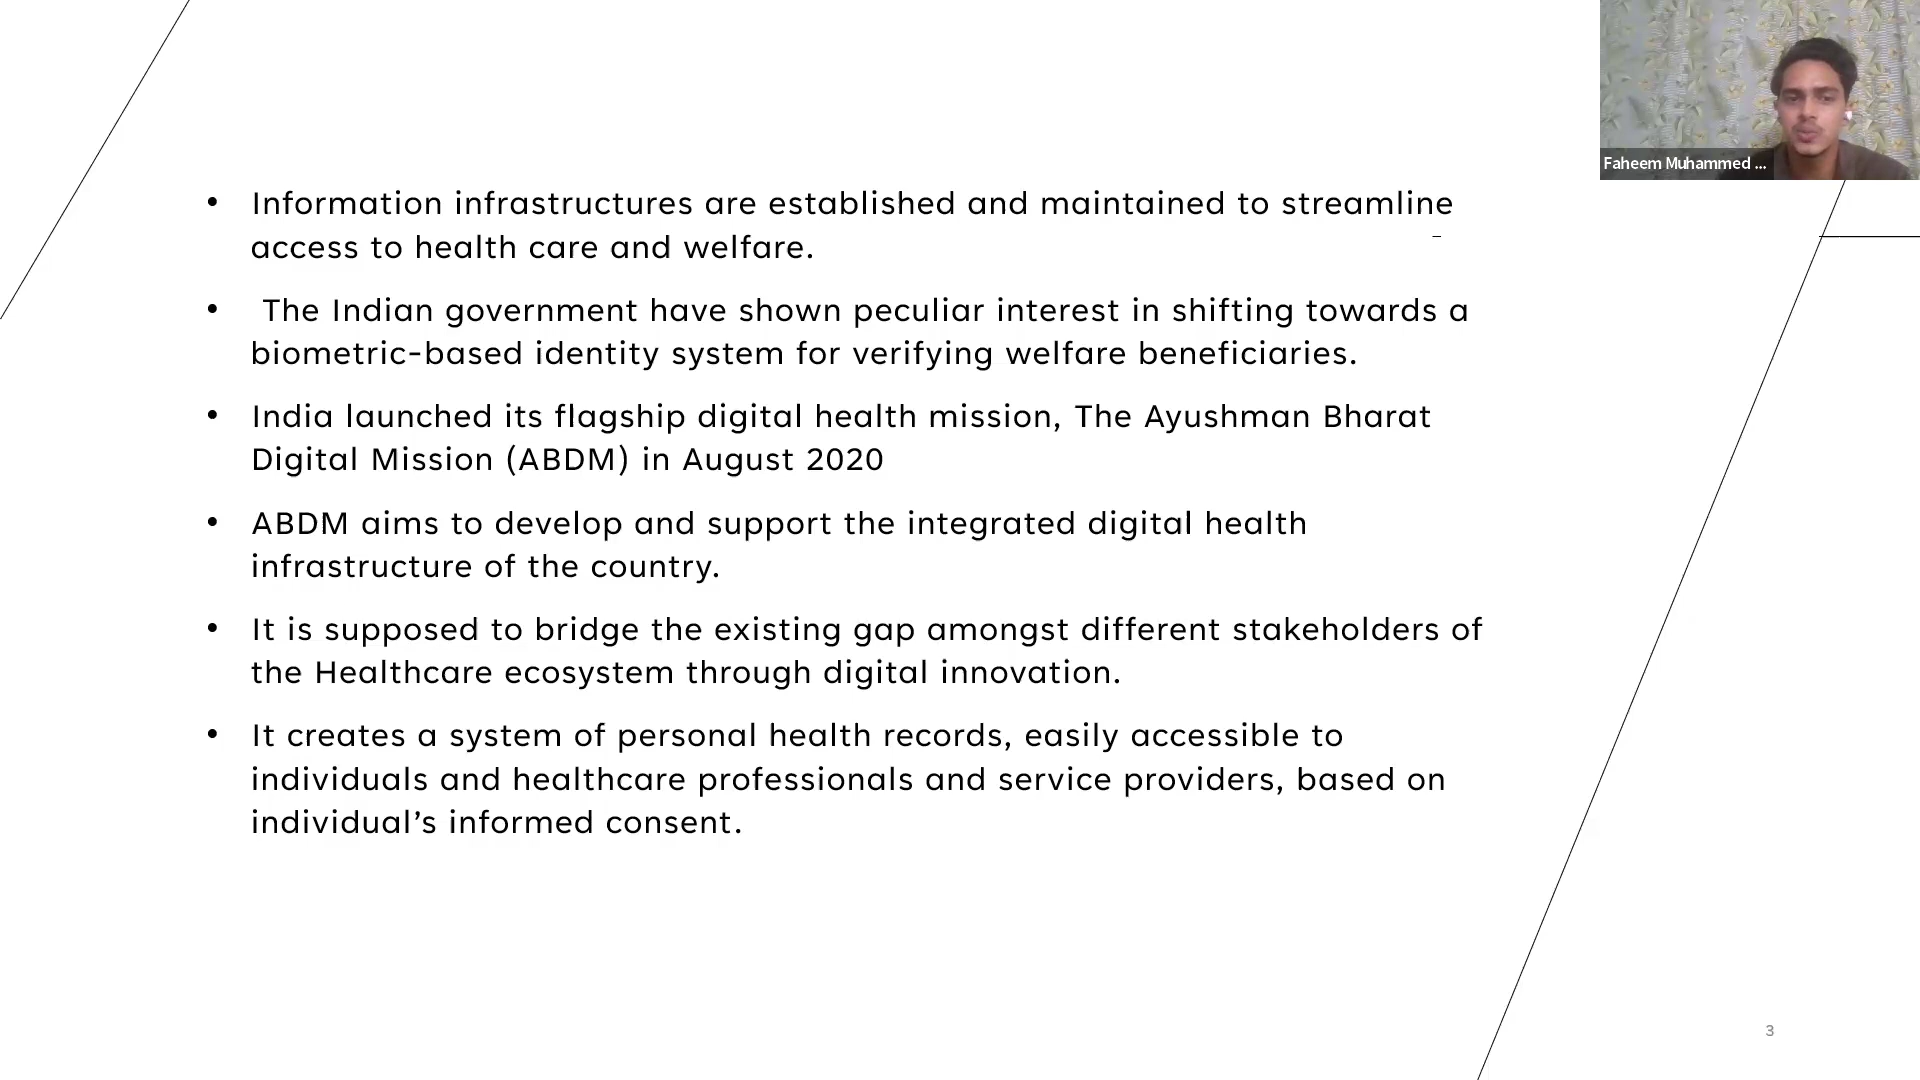 Faheem Muhammed ...
• Information infrastructures are established and maintained to streamline
access to health care and welfare.
• The Indian government have shown peculiar interest in shifting towards a
biometric-based identity system for verifying welfare beneficiaries.
• India launched its flagship digital health mission, The Ayushman Bharat
Digital Mission (ABDM) in August 2020
• ABDM aims to develop and support the integrated digital health
infrastructure of the country.
• It is supposed to bridge the existing gap amongst different stakeholders of
the Healthcare ecosystem through digital innovation.
• It creates a system of personal health records, easily accessible to
individuals and healthcare professionals and service providers, based on
individual’s informed consent.
3